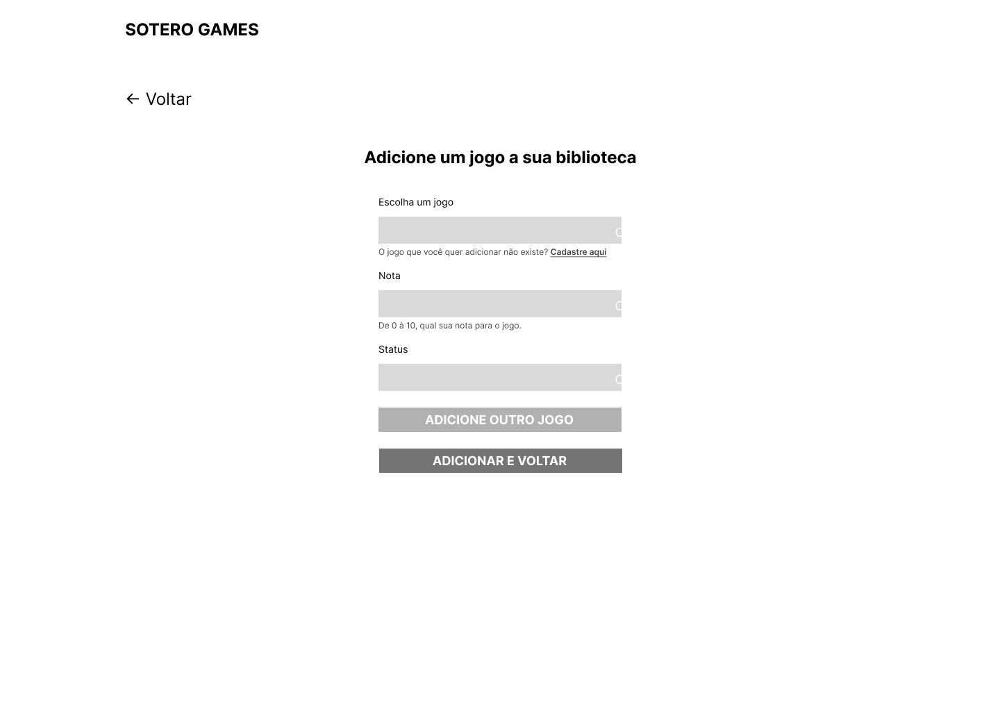 SOTERO GAMES
← Voltar
Adicione um jogo a sua biblioteca
Escolha um jogo
O jogo que você quer adicionar não existe? Cadastre aqui
Nota
De 0 à 10, qual sua nota para o jogo.
Status
ADICIONE OUTRO JOGO
ADICIONAR E VOLTAR